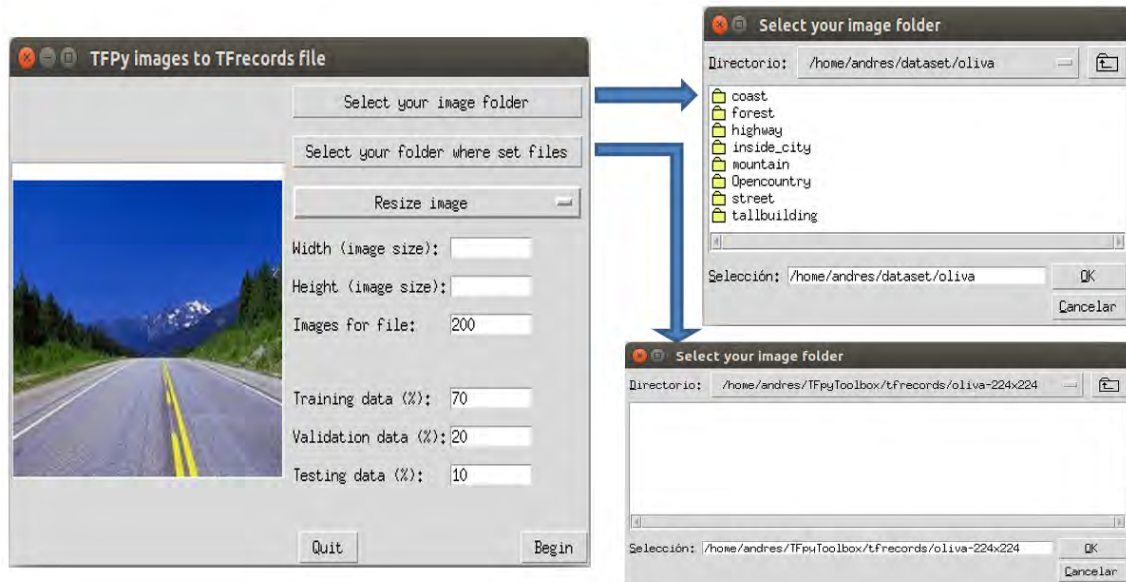 TFPy images to TFrecords file
Select your image folder
Select your folder where set files
Resize image
Width (image size):
Height (image size):
Images for file: 200
Training data (%): 70
Validation data (%): 20
Testing data (%): 10
Quit
Begin
Select your image folder
Directorio: /home/andres/dataset/oliva
coast
forest
highway
inside_city
mountain
Opencountry
street
tallbuilding
Selección: /home/andres/dataset/oliva
OK
Cancelar
Select your image folder
Directorio: /home/andres/TFpyToolbox/tfrecords/oliva-224x224
Selección: /home/andres/TFpyToolbox/tfrecords/oliva-224x224
OK
Cancelar